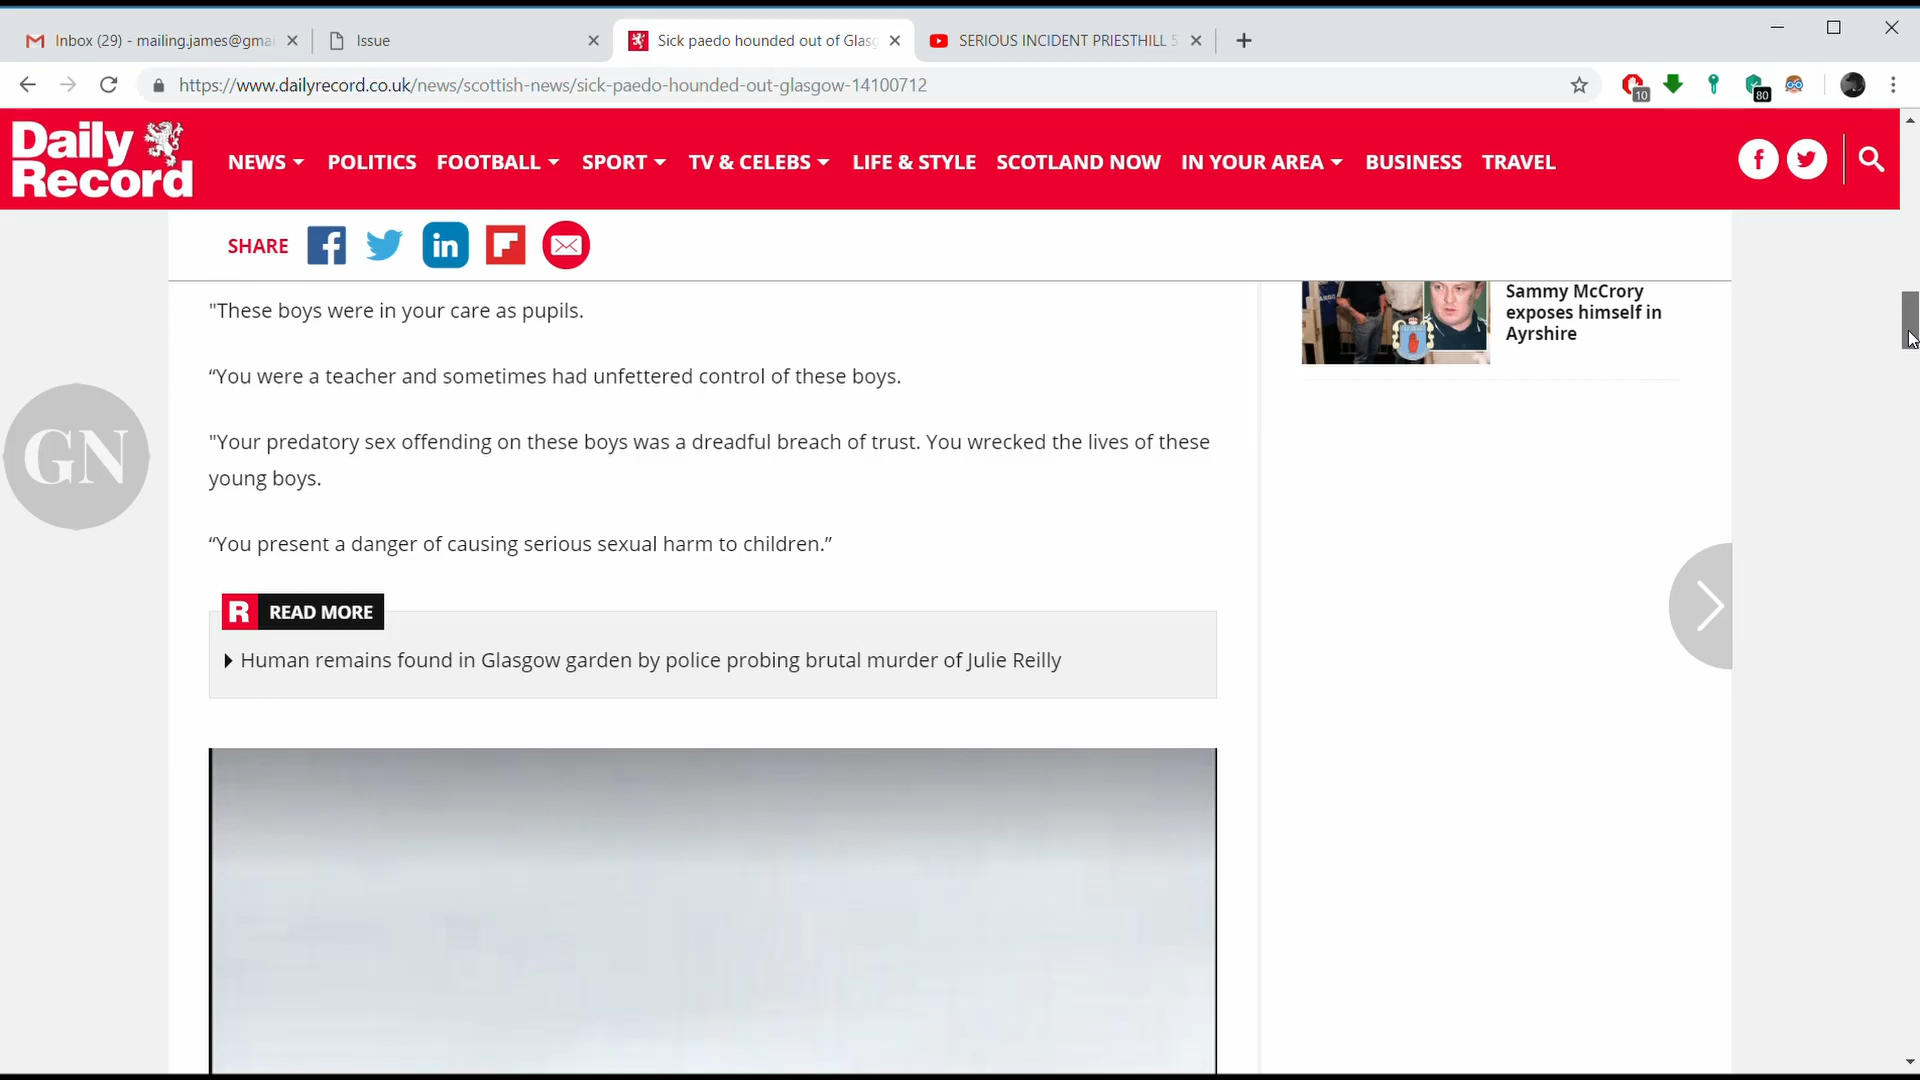 Inbox (29) - mailing.james@gmai
Issue
Sick paedo hounded out of Glasg
SERIOUS INCIDENT PRIESTHILL 5
https://www.dailyrecord.co.uk/news/scottish-news/sick-paedo-hounded-out-glasgow-14100712
10
80
Daily
Record
NEWS
POLITICS
FOOTBALL
SPORT
TV & CELEBS
LIFE & STYLE
SCOTLAND NOW
IN YOUR AREA
BUSINESS
TRAVEL
SHARE
"These boys were in your care as pupils.
“You were a teacher and sometimes had unfettered control of these boys.
"Your predatory sex offending on these boys was a dreadful breach of trust. You wrecked the lives of these
young boys.
“You present a danger of causing serious sexual harm to children.”
R READ MORE
Human remains found in Glasgow garden by police probing brutal murder of Julie Reilly
Sammy McCrory
exposes himself in
Ayrshire
GN